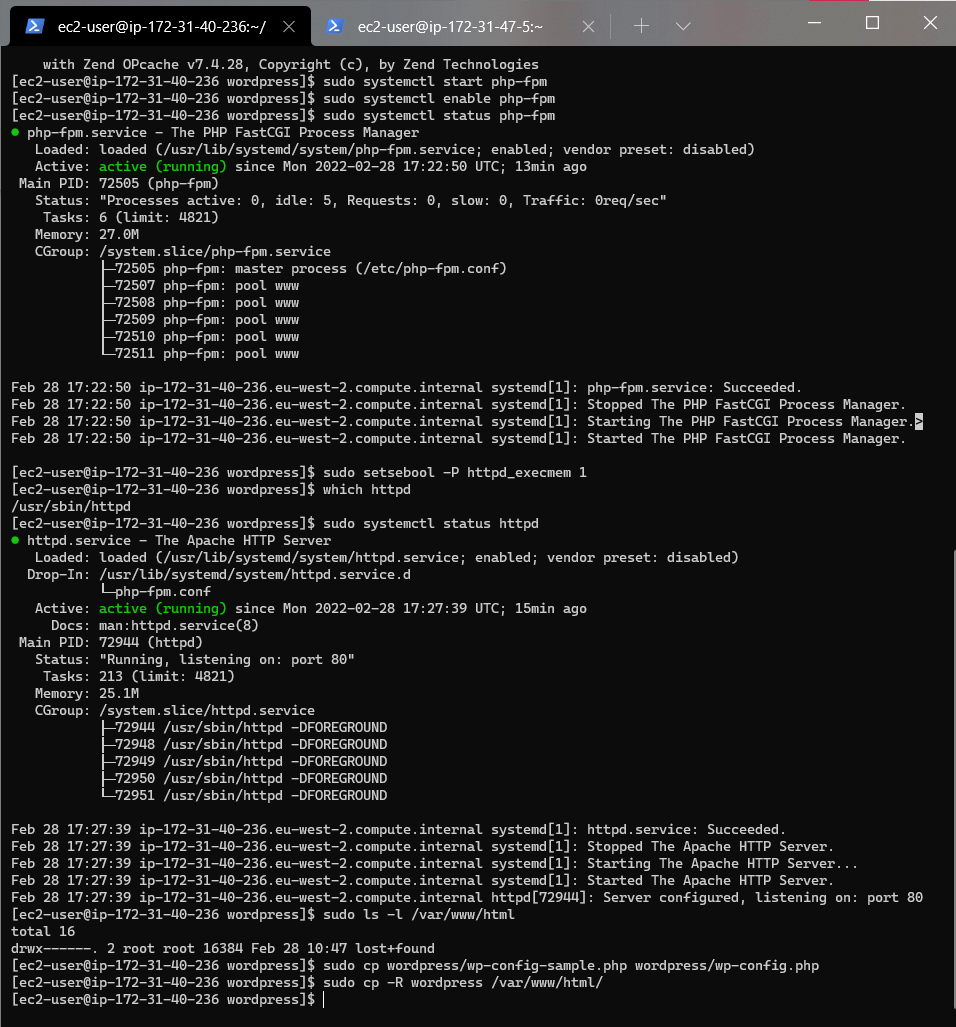 ec2-user@ip-172-31-40-236:~/
ec2-user@ip-172-31-47-5:~
with Zend OPcache v7.4.28, Copyright (c), by Zend Technologies
[ec2-user@ip-172-31-40-236 wordpress]$ sudo systemctl start php-fpm
[ec2-user@ip-172-31-40-236 wordpress]$ sudo systemctl enable php-fpm
[ec2-user@ip-172-31-40-236 wordpress]$ sudo systemctl status php-fpm
● php-fpm.service - The PHP FastCGI Process Manager
Loaded: loaded (/usr/lib/systemd/system/php-fpm.service; enabled; vendor preset: disabled)
Active: active (running) since Mon 2022-02-28 17:22:50 UTC; 13min ago
Main PID: 72505 (php-fpm)
Status: "Processes active: 0, idle: 5, Requests: 0, slow: 0, Traffic: 0req/sec"
Tasks: 6 (limit: 4821)
Memory: 27.0M
CGroup: /system.slice/php-fpm.service
├─72505 php-fpm: master process (/etc/php-fpm.conf)
├─72507 php-fpm: pool www
├─72508 php-fpm: pool www
├─72509 php-fpm: pool www
├─72510 php-fpm: pool www
└─72511 php-fpm: pool www
Feb 28 17:22:50 ip-172-31-40-236.eu-west-2.compute.internal systemd[1]: php-fpm.service: Succeeded.
Feb 28 17:22:50 ip-172-31-40-236.eu-west-2.compute.internal systemd[1]: Stopped The PHP FastCGI Process Manager.
Feb 28 17:22:50 ip-172-31-40-236.eu-west-2.compute.internal systemd[1]: Starting The PHP FastCGI Process Manager.>
Feb 28 17:22:50 ip-172-31-40-236.eu-west-2.compute.internal systemd[1]: Started The PHP FastCGI Process Manager.
[ec2-user@ip-172-31-40-236 wordpress]$ sudo setsebool -P httpd_execmem 1
[ec2-user@ip-172-31-40-236 wordpress]$ which httpd
/usr/sbin/httpd
[ec2-user@ip-172-31-40-236 wordpress]$ sudo systemctl status httpd
● httpd.service - The Apache HTTP Server
Loaded: loaded (/usr/lib/systemd/system/httpd.service; enabled; vendor preset: disabled)
Drop-In: /usr/lib/systemd/system/httpd.service.d
└─php-fpm.conf
Active: active (running) since Mon 2022-02-28 17:27:39 UTC; 15min ago
Docs: man:httpd.service(8)
Main PID: 72944 (httpd)
Status: "Running, listening on: port 80"
Tasks: 213 (limit: 4821)
Memory: 25.1M
CGroup: /system.slice/httpd.service
├─72944 /usr/sbin/httpd -DFOREGROUND
├─72948 /usr/sbin/httpd -DFOREGROUND
├─72949 /usr/sbin/httpd -DFOREGROUND
├─72950 /usr/sbin/httpd -DFOREGROUND
└─72951 /usr/sbin/httpd -DFOREGROUND
Feb 28 17:27:39 ip-172-31-40-236.eu-west-2.compute.internal systemd[1]: httpd.service: Succeeded.
Feb 28 17:27:39 ip-172-31-40-236.eu-west-2.compute.internal systemd[1]: Stopped The Apache HTTP Server.
Feb 28 17:27:39 ip-172-31-40-236.eu-west-2.compute.internal systemd[1]: Starting The Apache HTTP Server...
Feb 28 17:27:39 ip-172-31-40-236.eu-west-2.compute.internal systemd[1]: Started The Apache HTTP Server.
Feb 28 17:27:39 ip-172-31-40-236.eu-west-2.compute.internal httpd[72944]: Server configured, listening on: port 80
[ec2-user@ip-172-31-40-236 wordpress]$ sudo ls -l /var/www/html
total 16
drwx------. 2 root root 16384 Feb 28 10:47 lost+found
[ec2-user@ip-172-31-40-236 wordpress]$ sudo cp wordpress/wp-config-sample.php wordpress/wp-config.php
[ec2-user@ip-172-31-40-236 wordpress]$ sudo cp -R wordpress /var/www/html/
[ec2-user@ip-172-31-40-236 wordpress]$